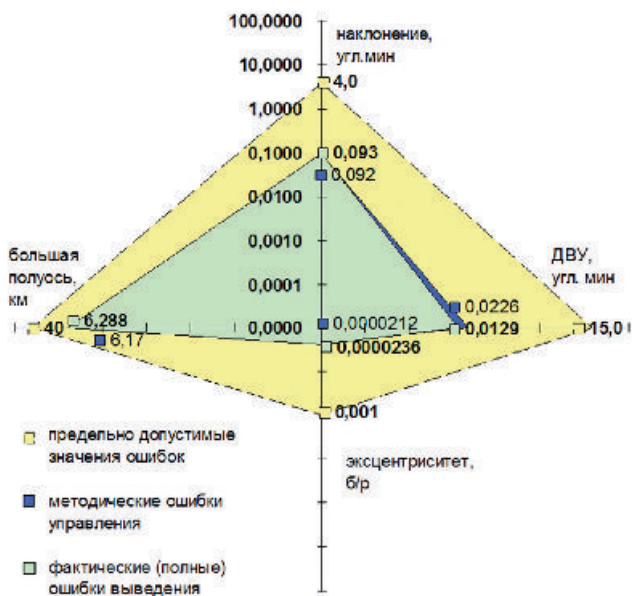 100,0000
наклонение,
угл.мин
10,0000
4,0
1,0000
0,1000
0,093
0,092
0,0100
0,0010
большая
полуось,
км
ДВУ,
угл. мин
0,0001
0,0226
6,288
0,0000212
40
0,0000
0,0129
15,0
6,17
0,0000236
0,001
предельно допустимые
значения ошибок
эксцентриситет,
б/р
методические ошибки
управления
фактические (полные)
ошибки выведения